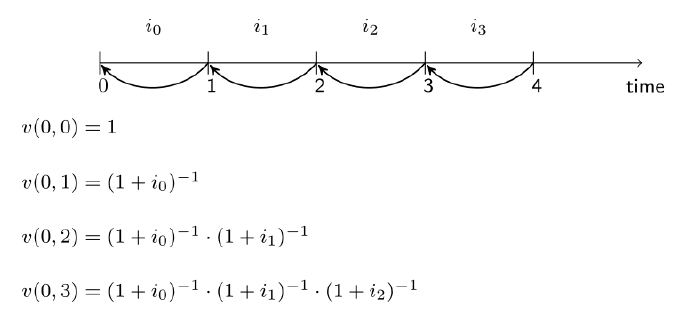 i₀ i₁ i₂ i₃
0 1 2 3 4 time
v(0, 0) = 1
v(0, 1) = (1 + i₀)⁻¹
v(0, 2) = (1 + i₀)⁻¹ · (1 + i₁)⁻¹
v(0, 3) = (1 + i₀)⁻¹ · (1 + i₁)⁻¹ · (1 + i₂)⁻¹